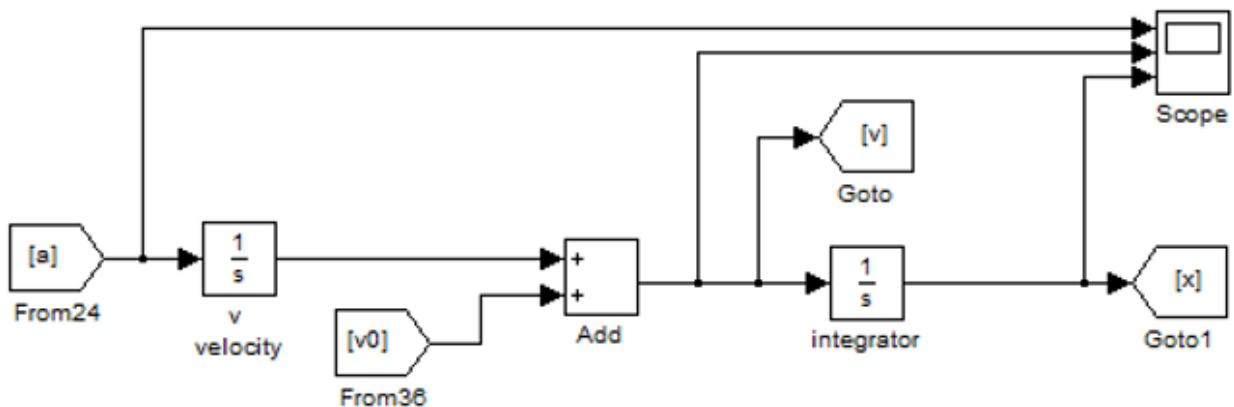 Scope
[v]
Goto
[a]
From24
1
s
v
velocity
+
+
Add
[v0]
From36
1
s
integrator
[x]
Goto1